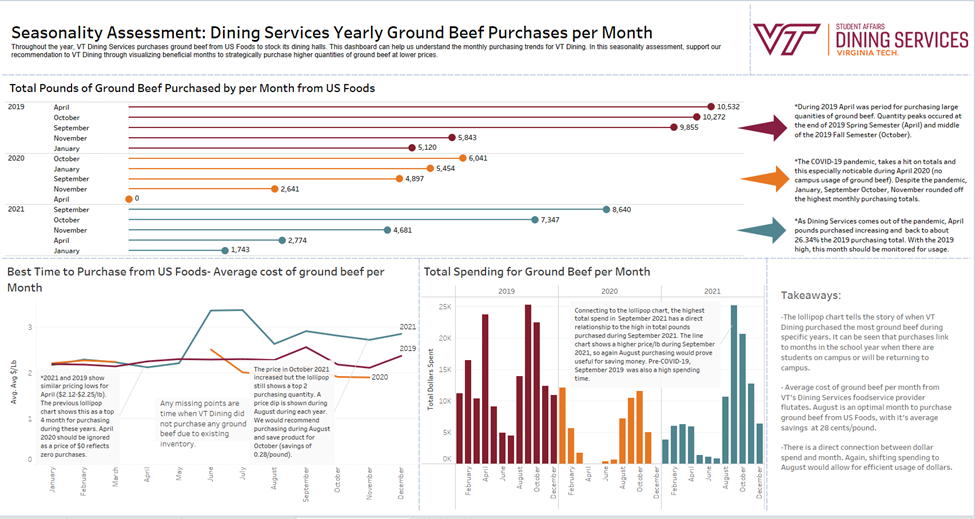 Seasonality Assessment: Dining Services Yearly Ground Beef Purchases per Month
Throughout the year, VT Dining Services purchases ground beef from US Foods to stock its dining halls. This dashboard can help us understand the monthly purchasing trends for VT Dining. In this seasonality assessment, support our
recommendation to VT Dining through visualizing beneficial months to strategically purchase higher quantities of ground beef at lower prices.
VT
STUDENT AFFAIRS
DINING SERVICES
VIRGINIA TECH.
Total Pounds of Ground Beef Purchased by per Month from US Foods
2019 April 10,532
October 10,272
September 9,855
November 5,843
January 5,120
2020 October 6,041
January 5,454
September 4,897
November 2,641
April 0
2021 September 8,640
October 7,347
November 4,681
April 2,774
January 1,743
*During 2019 April was period for purchasing large
quanities of ground beef. Quantity peaks occured at
the end of 2019 Spring Semester (April) and middle
of the 2019 Fall Semester (October).
*The COVID-19 pandemic, takes a hit on totals and
this especially noticable during April 2020 (no
campus usage of ground beef). Despite the pandemic,
January, September October, November rounded off
the highest monthly purchasing totals.
*As Dining Services comes out of the pandemic, April
pounds purchased increasing and back to about
26.34% the 2019 purchasing total. With the 2019
high, this month should be monitored for usage.
Best Time to Purchase from US Foods- Average cost of ground beef per
Month
Avg. Avg $/Lb
3
2
1
0
2021
2019
2020
*2021 and 2019 show
similar pricing lows for
April ($2.12-$2.25/lb).
The previous lollipop
chart shows this as a top
4 month for purchasing
during these years. April
2020 should be ignored
as a price of $0 reflects
zero purchases.
Any missing points are
time when VT Dining did
not purchase any ground
beef due to existing
inventory.
The price in October 2021
increased but the lollipop
still shows a top 2
purchasing quantity. A
price dip is shown during
August during each year.
We would recommend
purchasing during August
and save product for
October (savings of
0.28/pound).
January
February
March
April
May
June
July
August
September
October
November
December
Total Spending for Ground Beef per Month
2019 2020 2021
Total Dollars Spent
25K
20K
15K
10K
5K
0K
Connecting to the lollipop chart, the highest
total spend in September 2021 has a direct
relationship to the high in total pounds
purchased during September 2021. The line
chart shows a higher price/lb during September
2021, so again August purchasing would prove
useful for saving money. Pre-COVID-19,
September 2019 was also a high spending
time.
February
April
June
August
October
December
February
April
June
August
October
December
February
April
June
August
October
December
Takeaways:
-The lollipop chart tells the story of when VT
Dining purchased the most ground beef during
specific years. It can be seen that purchases link
to months in the school year when there are
students on campus or will be returning to
campus.
- Average cost of ground beef per month from
VT's Dining Services foodservice provider
flutates. August is an optimal month to purchase
ground beef from US Foods, with it's average
savings at 28 cents/pound.
-There is a direct connection between dollar
spend and month. Again, shifting spending to
August would allow for efficient usage of dollars.